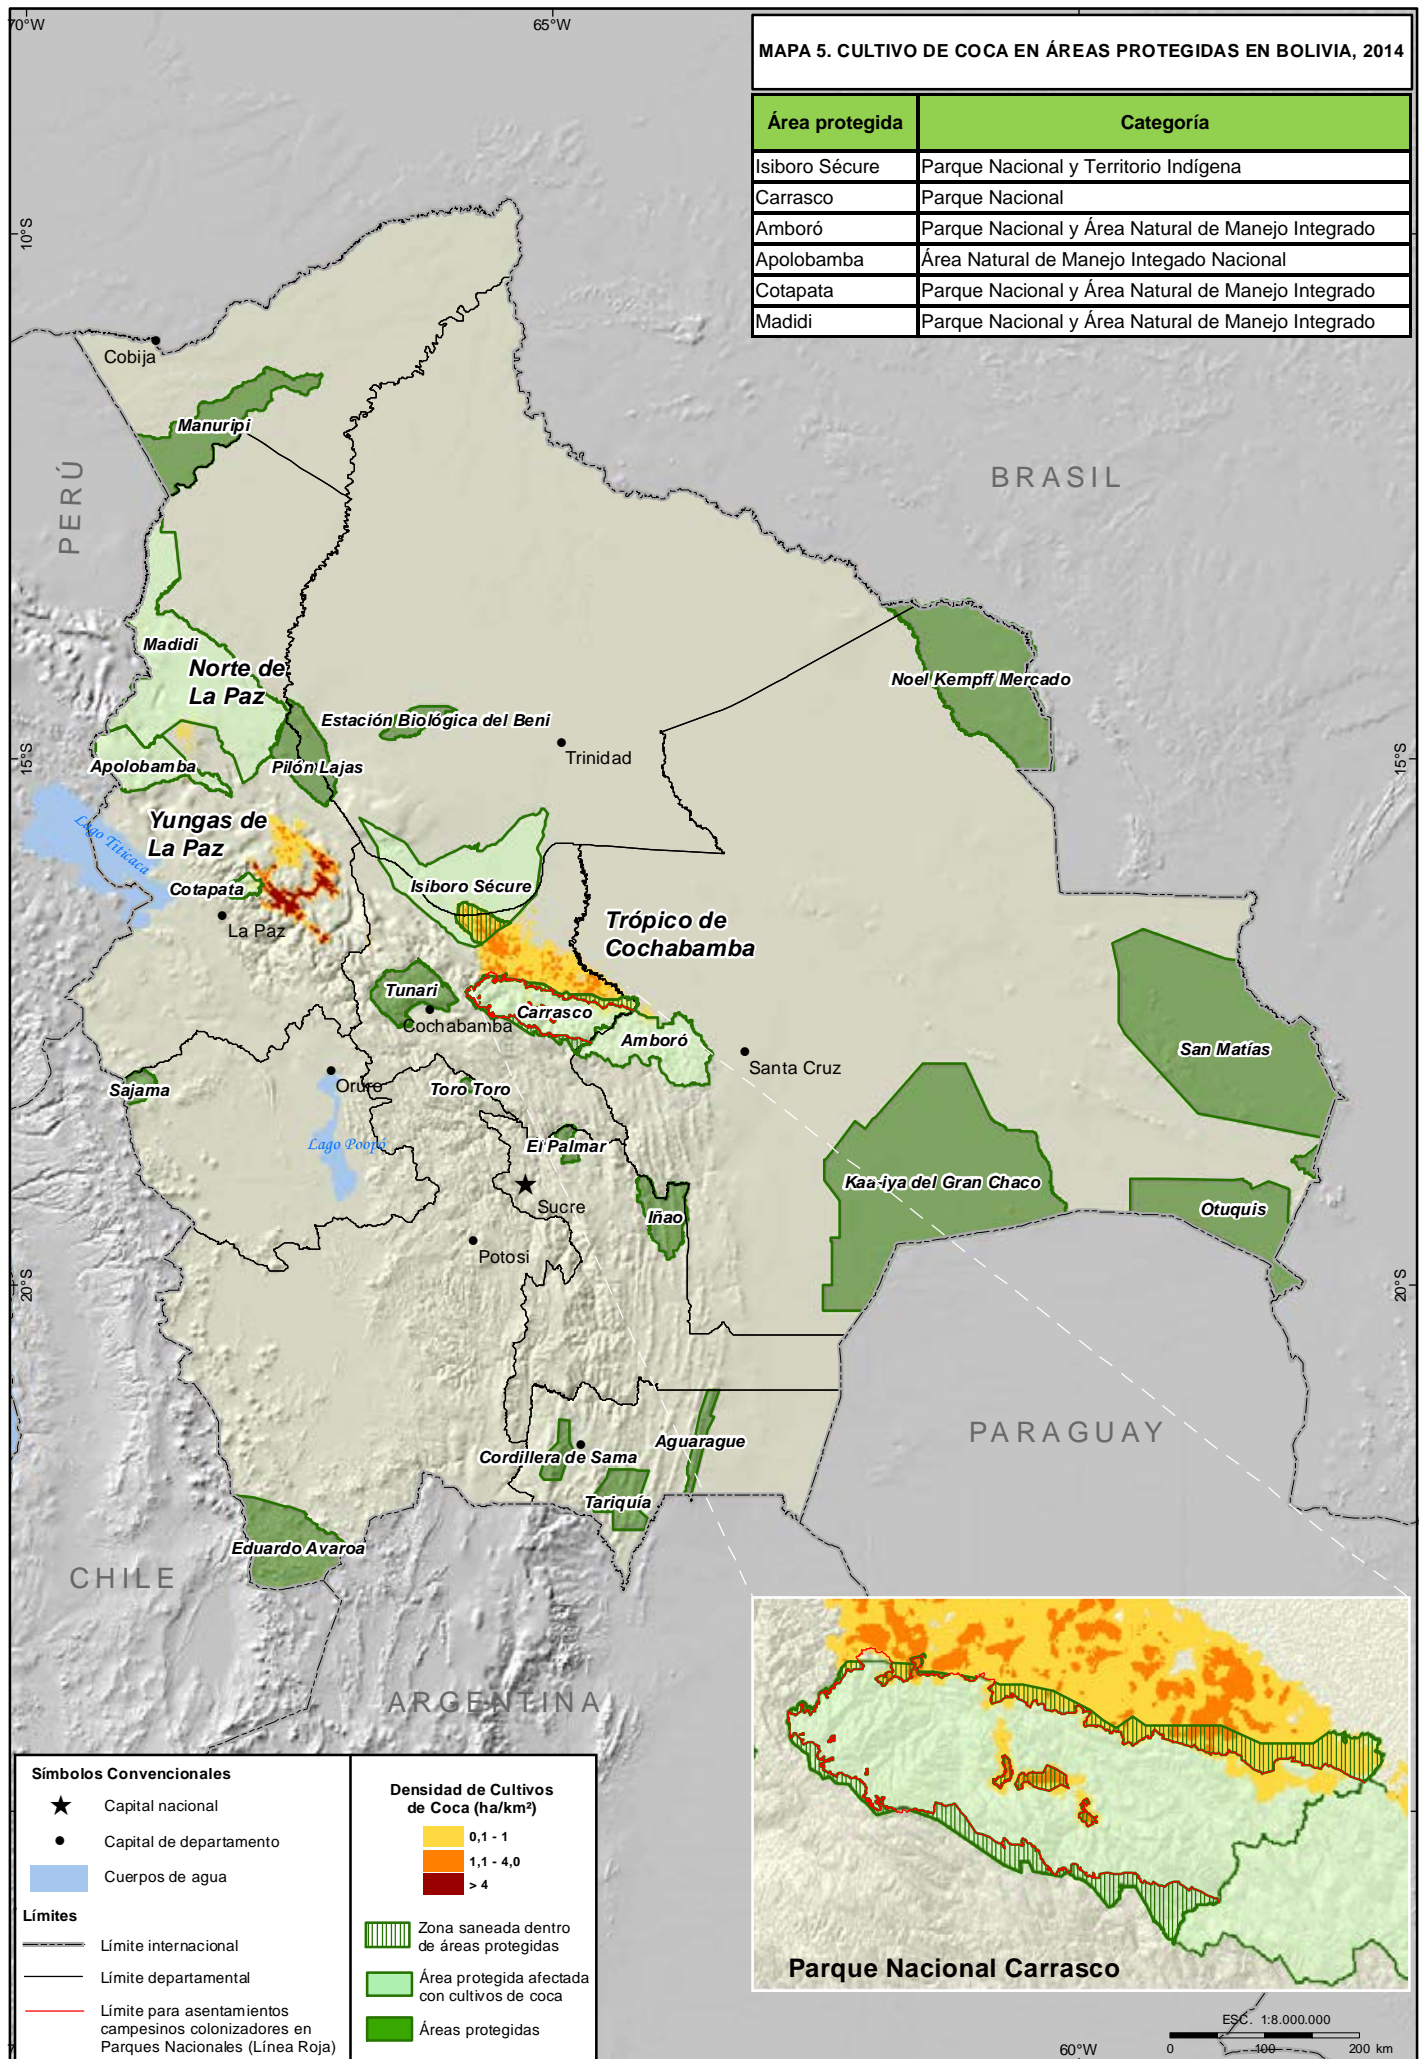 70°W
65°W
MAPA 5. CULTIVO DE COCA EN ÁREAS PROTEGIDAS EN BOLIVIA, 2014
Área protegida Categoría
Isiboro Sécure Parque Nacional y Territorio Indígena
Carrasco Parque Nacional
Amboró Parque Nacional y Área Natural de Manejo Integrado
Apolobamba Área Natural de Manejo Integado Nacional
Cotapata Parque Nacional y Área Natural de Manejo Integrado
Madidi Parque Nacional y Área Natural de Manejo Integrado
10°S
Cobija
Manuripi
PERÚ
BRASIL
Madidi
Norte de
La Paz
Noel Kempff Mercado
Estación Biológica del Beni
Trinidad
15°S
15°S
Apolobamba
Pilón Lajas
Yungas de
La Paz
Lago Titicaca
Cotapata
Isiboro Sécure
La Paz
Trópico de
Cochabamba
Tunari
Cochabamba
Carrasco
Amboró
Santa Cruz
San Matías
Sajama
Oruro
Toro Toro
Lago Poopó
El Palmar
Sucre
Iñao
Kaa-iya del Gran Chaco
Otuquis
Potosi
20°S
20°S
Cordillera de Sama
Aguarague
Tariquía
PARAGUAY
Eduardo Avaroa
CHILE
ARGENTINA
Parque Nacional Carrasco
Símbolos Convencionales
Capital nacional
Capital de departamento
Cuerpos de agua
Límites
Límite internacional
Límite departamental
Límite para asentamientos
campesinos colonizadores en
Parques Nacionales (Línea Roja)
Densidad de Cultivos
de Coca (ha/km²)
0,1 - 1
1,1 - 4,0
> 4
Zona saneada dentro
de áreas protegidas
Área protegida afectada
con cultivos de coca
Áreas protegidas
ESC. 1:8.000.000
0 100 200 km
60°W